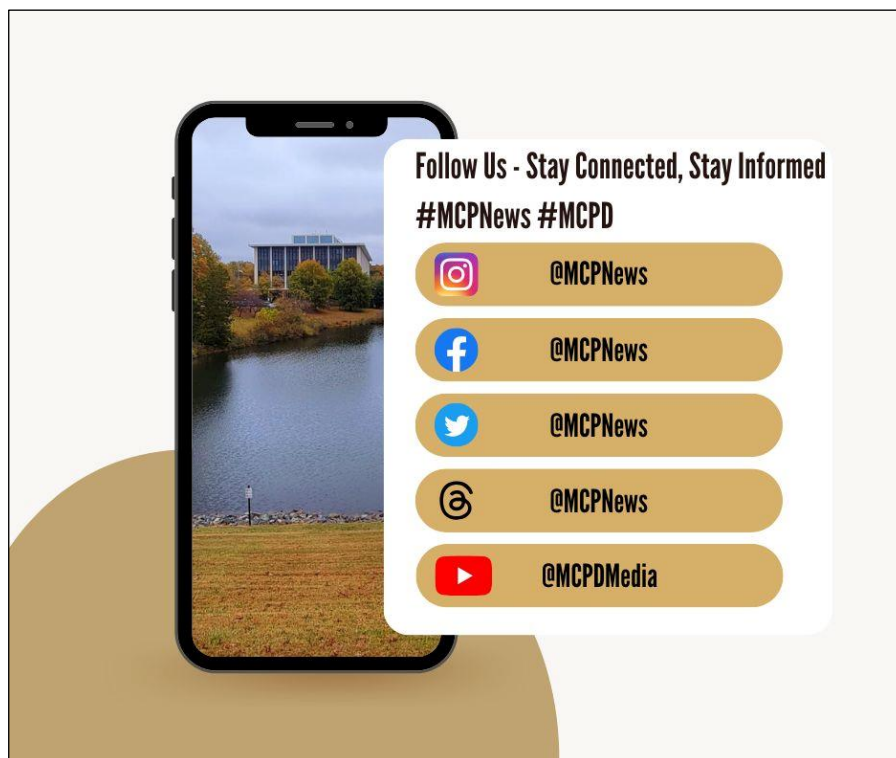 Follow Us - Stay Connected, Stay Informed
#MCPNews #MCPD
@MCPNews
@MCPNews
@MCPNews
@MCPNews
@MCPDMedia